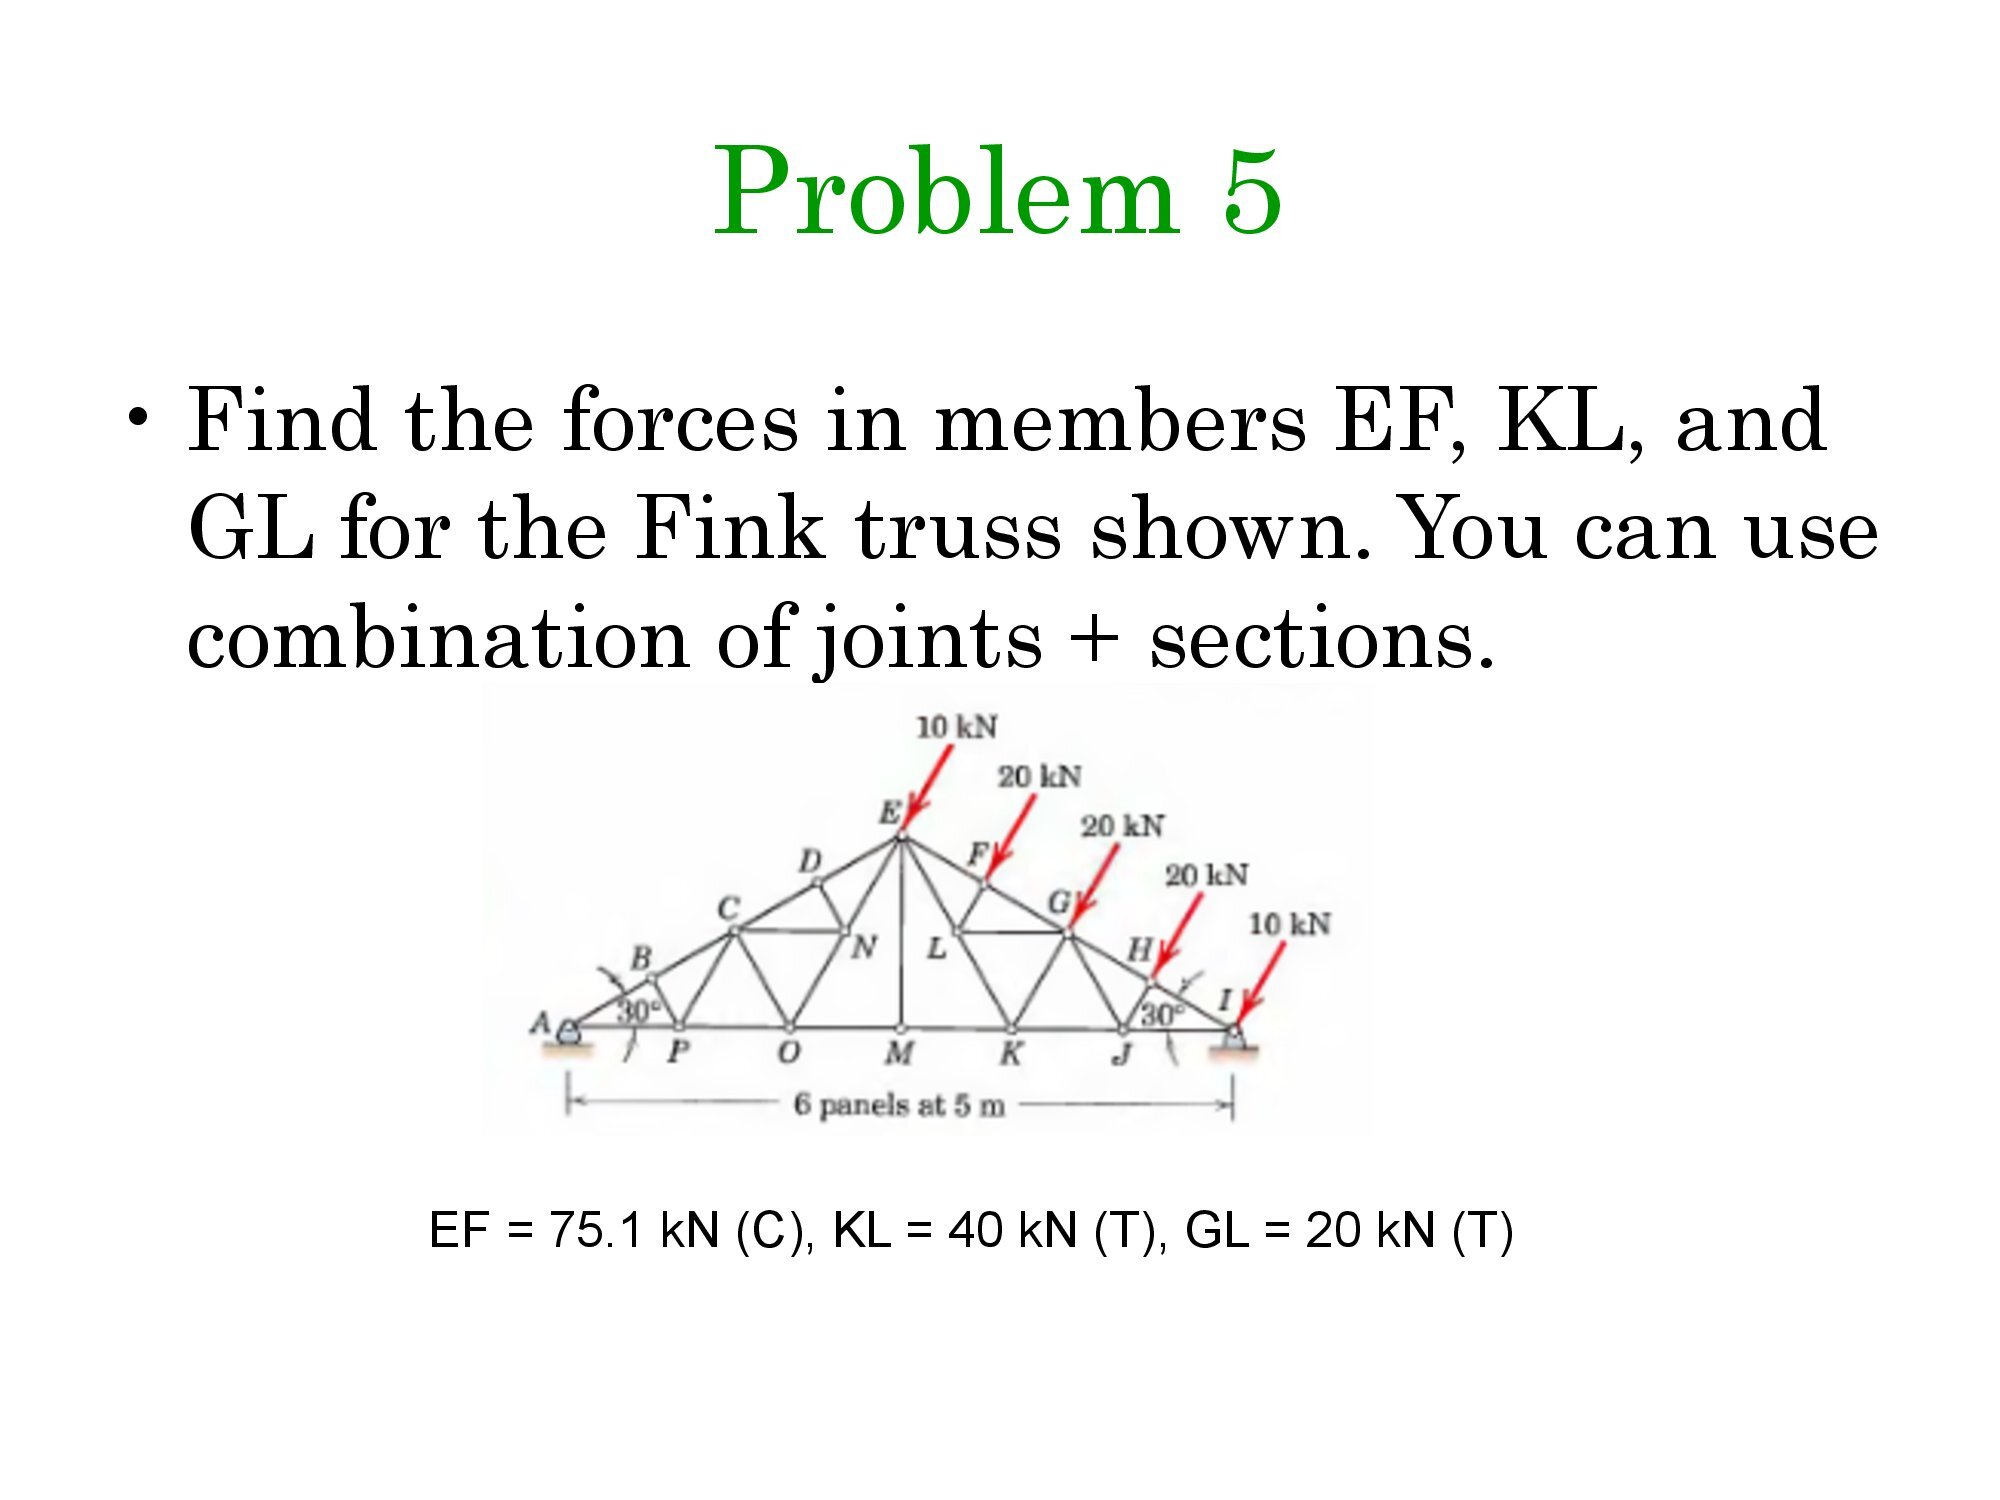 Problem 5
• Find the forces in members EF, KL, and
GL for the Fink truss shown. You can use
combination of joints + sections.
10 kN
20 kN
20 kN
20 kN
10 kN
E
D
F
C
G
B
N
L
H
A
30°
30°
I
P
O
M
K
J
6 panels at 5 m
EF = 75.1 kN (C), KL = 40 kN (T), GL = 20 kN (T)